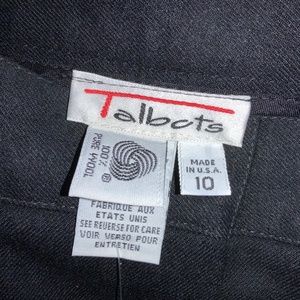 Talbots
100%
PURE WOOL
®
MADE
IN U.S.A.
10
FABRIQUE AUX
ETATS UNIS
SEE REVERSE FOR CARE
VOIR VERSO POUR
ENTRETIEN